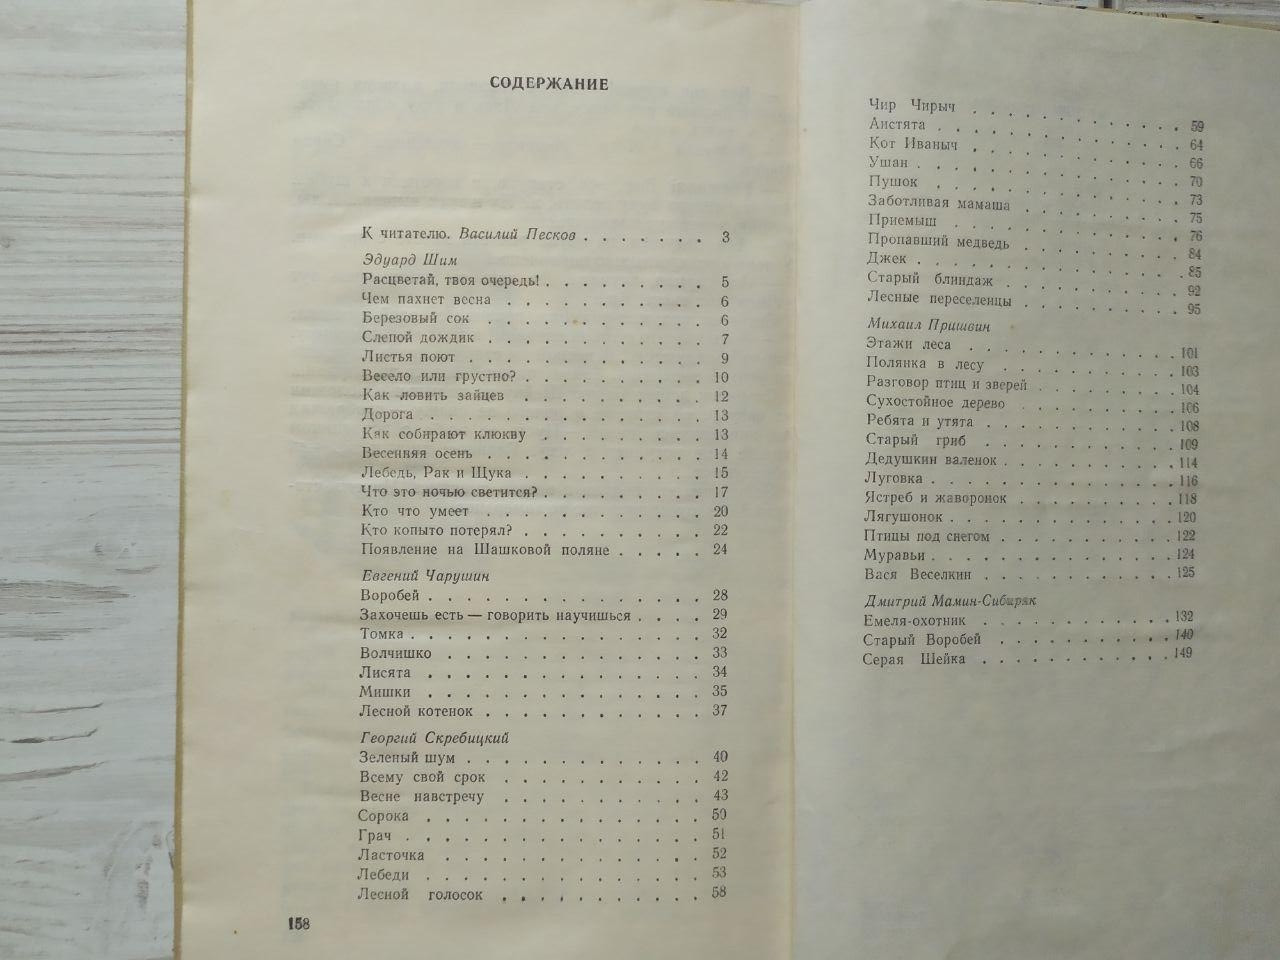 СОДЕРЖАНИЕ
К читателю. Василий Песков . . . . . . . 3
Эдуард Шим
Расцветай, твоя очередь! . . . . . . . . . 5
Чем пахнет весна . . . . . . . . . . . 6
Березовый сок . . . . . . . . . . . . 6
Слепой дождик . . . . . . . . . . . . 7
Листья поют . . . . . . . . . . . . . 9
Весело или грустно? . . . . . . . . . . 10
Как ловить зайцев . . . . . . . . . . 12
Дорога . . . . . . . . . . . . . . . 13
Как собирают клюкву . . . . . . . . . 13
Весенняя осень . . . . . . . . . . . . 14
Лебедь, Рак и Щука . . . . . . . . . . 15
Что это ночью светится? . . . . . . . . . 17
Кто что умеет . . . . . . . . . . . . 20
Кто копыто потерял? . . . . . . . . . . 22
Появление на Шашковой поляне . . . . . 24
Евгений Чарушин
Воробей . . . . . . . . . . . . . . . 28
Захочешь есть — говорить научишься . . . . 29
Томка . . . . . . . . . . . . . . . . 32
Волчишко . . . . . . . . . . . . . . 33
Лисята . . . . . . . . . . . . . . . 34
Мишки . . . . . . . . . . . . . . . 35
Лесной котенок . . . . . . . . . . . . 37
Георгий Скребицкий
Зеленый шум . . . . . . . . . . . . . 40
Всему свой срок . . . . . . . . . . . 42
Весне навстречу . . . . . . . . . . . 43
Сорока . . . . . . . . . . . . . . . 50
Грач . . . . . . . . . . . . . . . . 51
Ласточка . . . . . . . . . . . . . . 52
Лебеди . . . . . . . . . . . . . . . 53
Лесной голосок . . . . . . . . . . . 58
158
Чир Чирыч . . . . . . . . . . . . 59
Аистята . . . . . . . . . . . . . . 64
Кот Иваныч . . . . . . . . . . . . 66
Ушан . . . . . . . . . . . . . . . 70
Пушок . . . . . . . . . . . . . . 73
Заботливая мамаша . . . . . . . . . 75
Приемыш . . . . . . . . . . . . . 76
Пропавший медведь . . . . . . . . . 84
Джек . . . . . . . . . . . . . . . 85
Старый блиндаж . . . . . . . . . . 92
Лесные переселенцы . . . . . . . . . 95
Михаил Пришвин
Этажи леса . . . . . . . . . . . . 101
Полянка в лесу . . . . . . . . . . 103
Разговор птиц и зверей . . . . . . . . 104
Сухостойное дерево . . . . . . . . . 106
Ребята и утята . . . . . . . . . . . 108
Старый гриб . . . . . . . . . . . 109
Дедушкин валенок . . . . . . . . . . 114
Луговка . . . . . . . . . . . . . . 116
Ястреб и жаворонок . . . . . . . . . 118
Лягушонок . . . . . . . . . . . . . 120
Птицы под снегом . . . . . . . . . . 122
Муравьи . . . . . . . . . . . . . . 124
Вася Веселкин . . . . . . . . . . . 125
Дмитрий Мамин-Сибиряк
Емеля-охотник . . . . . . . . . . . 132
Старый Воробей . . . . . . . . . . 140
Серая Шейка . . . . . . . . . . . 149